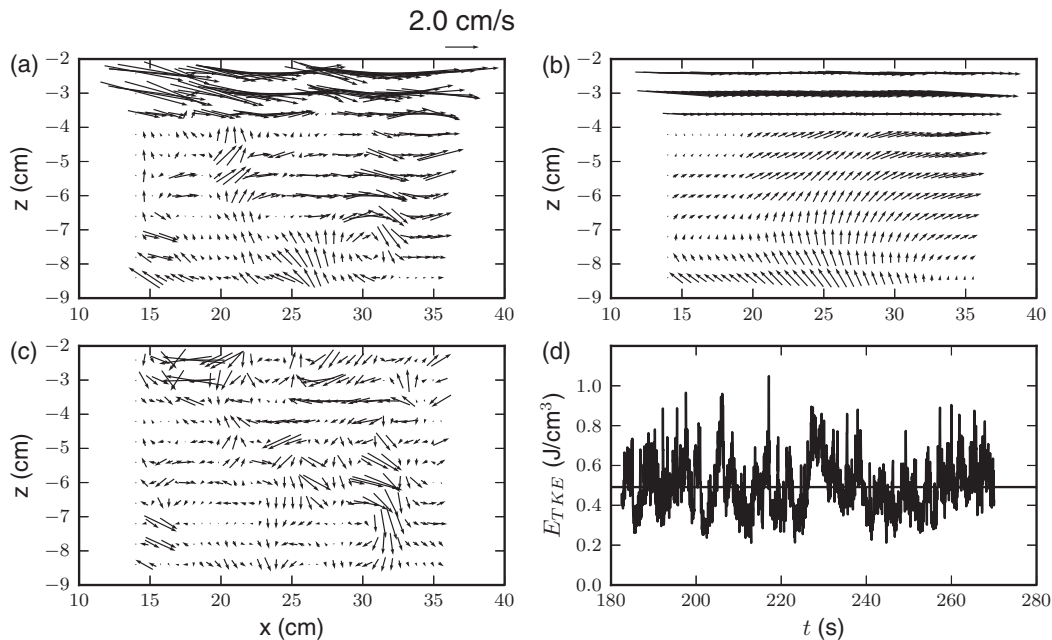 2.0 cm/s
(a)
−2
−3
−4
−5
−6
−7
−8
−9
z (cm)
10 15 20 25 30 35 40
(b)
−2
−3
−4
−5
−6
−7
−8
−9
z (cm)
10 15 20 25 30 35 40
(c)
−2
−3
−4
−5
−6
−7
−8
−9
z (cm)
10 15 20 25 30 35 40
x (cm)
(d)
1.0
0.8
0.6
0.4
0.2
0.0
E_{TKE} (J/cm³)
180 200 220 240 260 280
t (s)